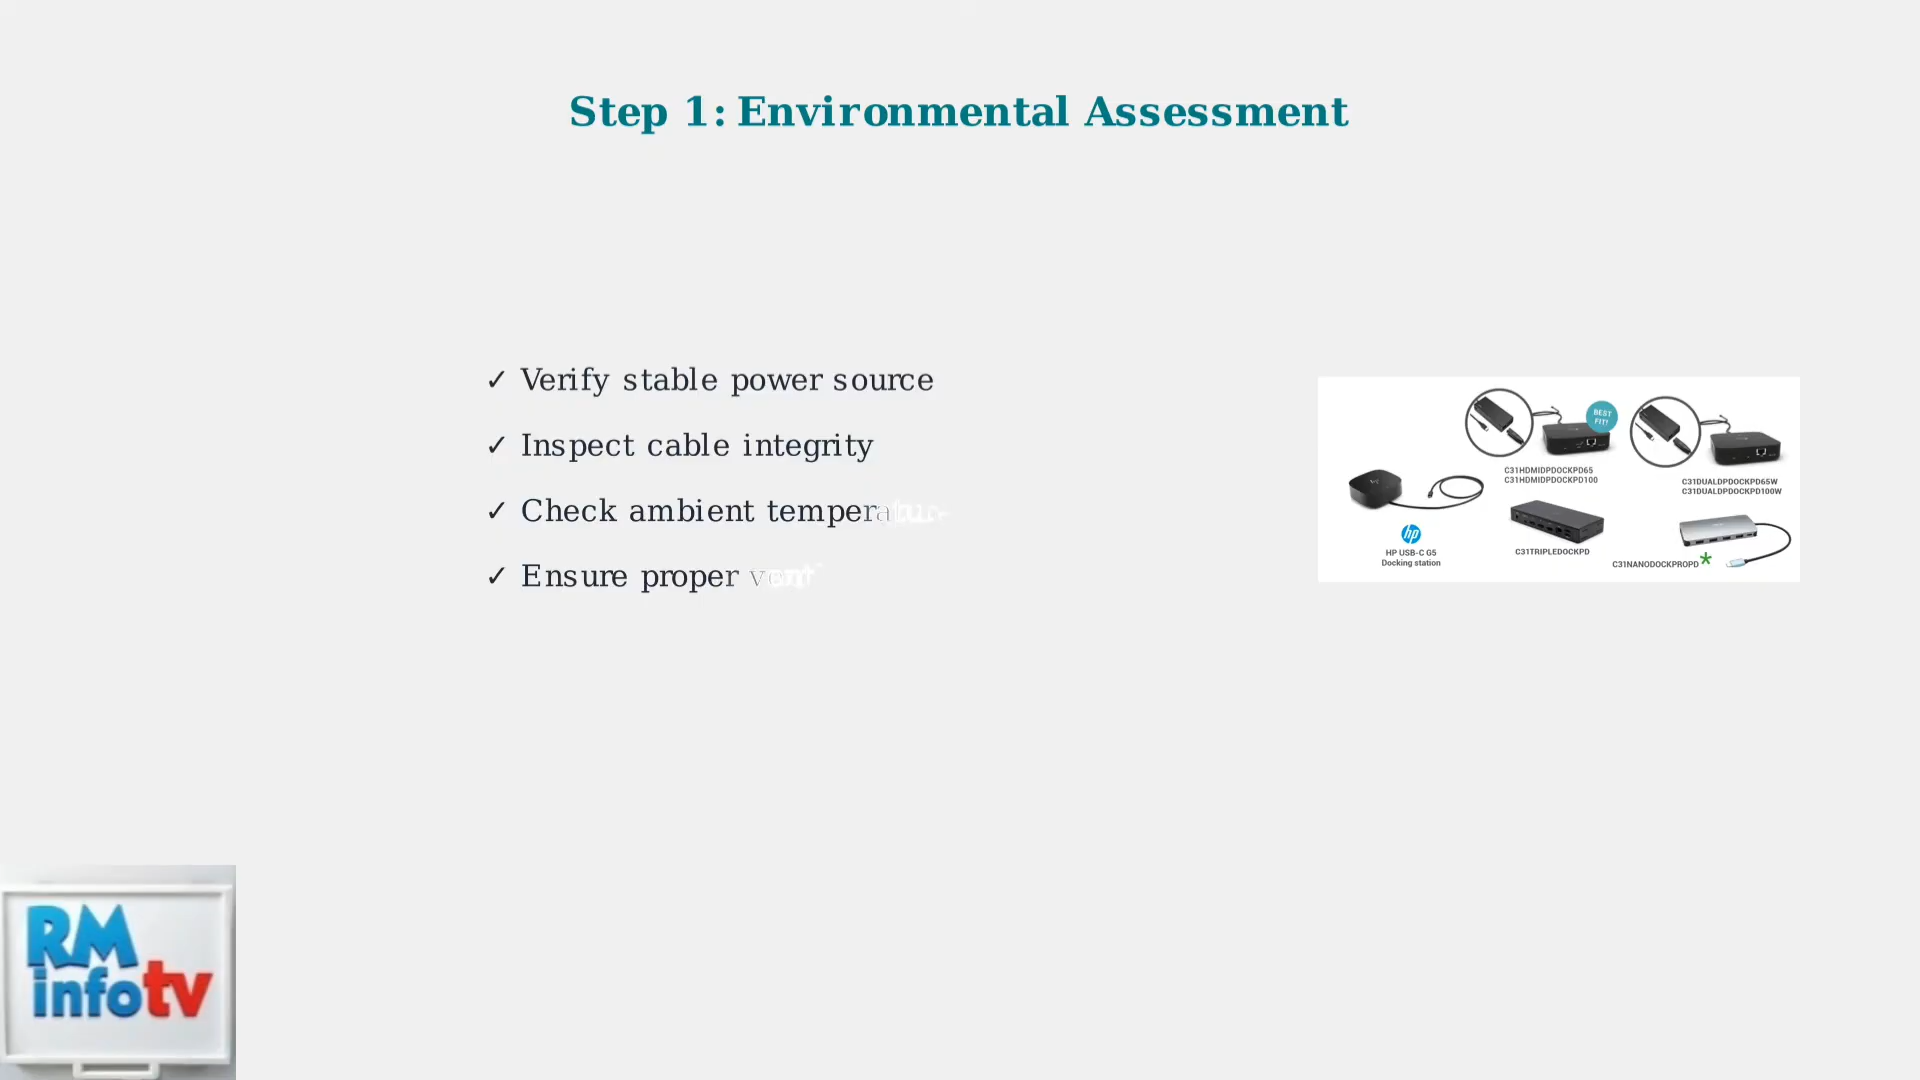 Step 1: Environmental Assessment
✓ Verify stable power source
✓ Inspect cable integrity
✓ Check ambient
✓ Ensure proper
BEST
FIT!
C31HDMIDPDOCKPD65
C31HDMIDPDOCKPD100
C31DUALDPDOCKPD65W
C31DUALDPDOCKPD100W
hp
HP USB-C G5
Docking station
C31TRIPLEDOCKPD
C31NANODOCKPROPD*
RM
infotv